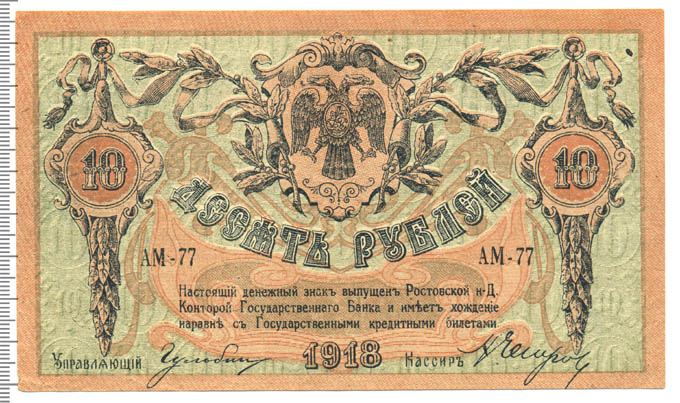 10 10
ДЕСЯТЬ РУБЛЕЙ
АМ-77 АМ-77
Настоящій денежный знакъ выпущенъ Ростовской н-Д.
Конторой Государственнаго Банка и имѣетъ хожденіе
наравнѣ съ Государственными кредитными билетами
Управляющій 1918 Кассиръ